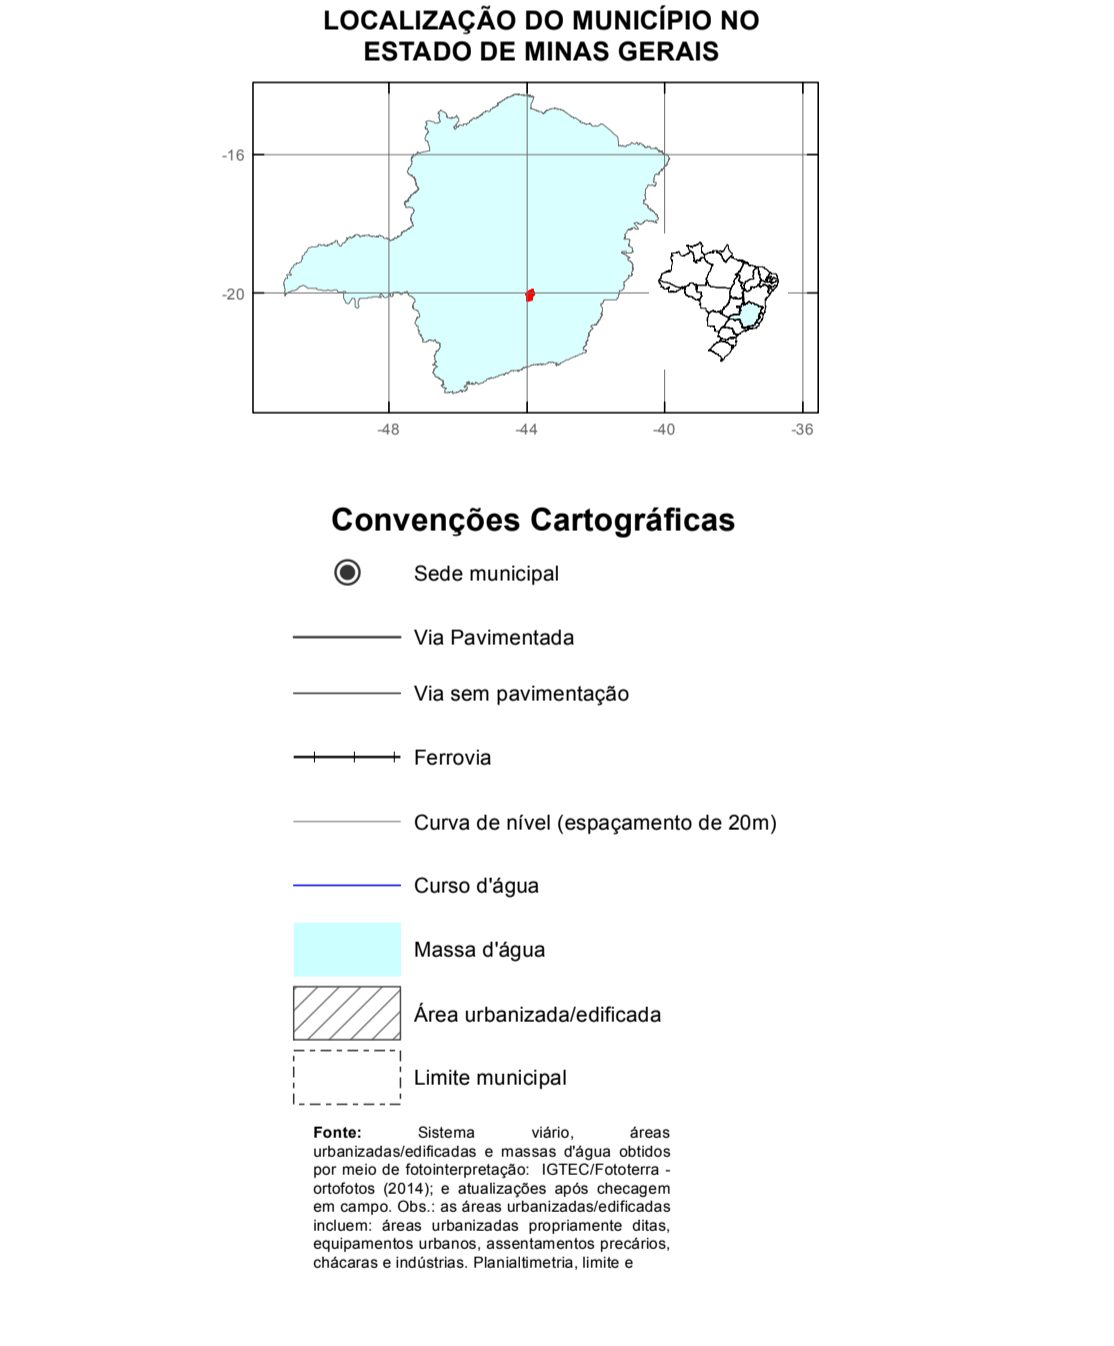 LOCALIZAÇÃO DO MUNICÍPIO NO
ESTADO DE MINAS GERAIS
-16
-20
-48
-44
-40
-36
Convenções Cartográficas
Sede municipal
Via Pavimentada
Via sem pavimentação
Ferrovia
Curva de nível (espaçamento de 20m)
Curso d'água
Massa d'água
Área urbanizada/edificada
Limite municipal
Fonte: Sistema viário, áreas
urbanizadas/edificadas e massas d'água obtidos
por meio de fotointerpretação: IGTEC/Fototerra -
ortofotos (2014); e atualizações após checagem
em campo. Obs.: as áreas urbanizadas/edificadas
incluem: áreas urbanizadas propriamente ditas,
equipamentos urbanos, assentamentos precários,
chácaras e indústrias. Planialtimetria, limite e